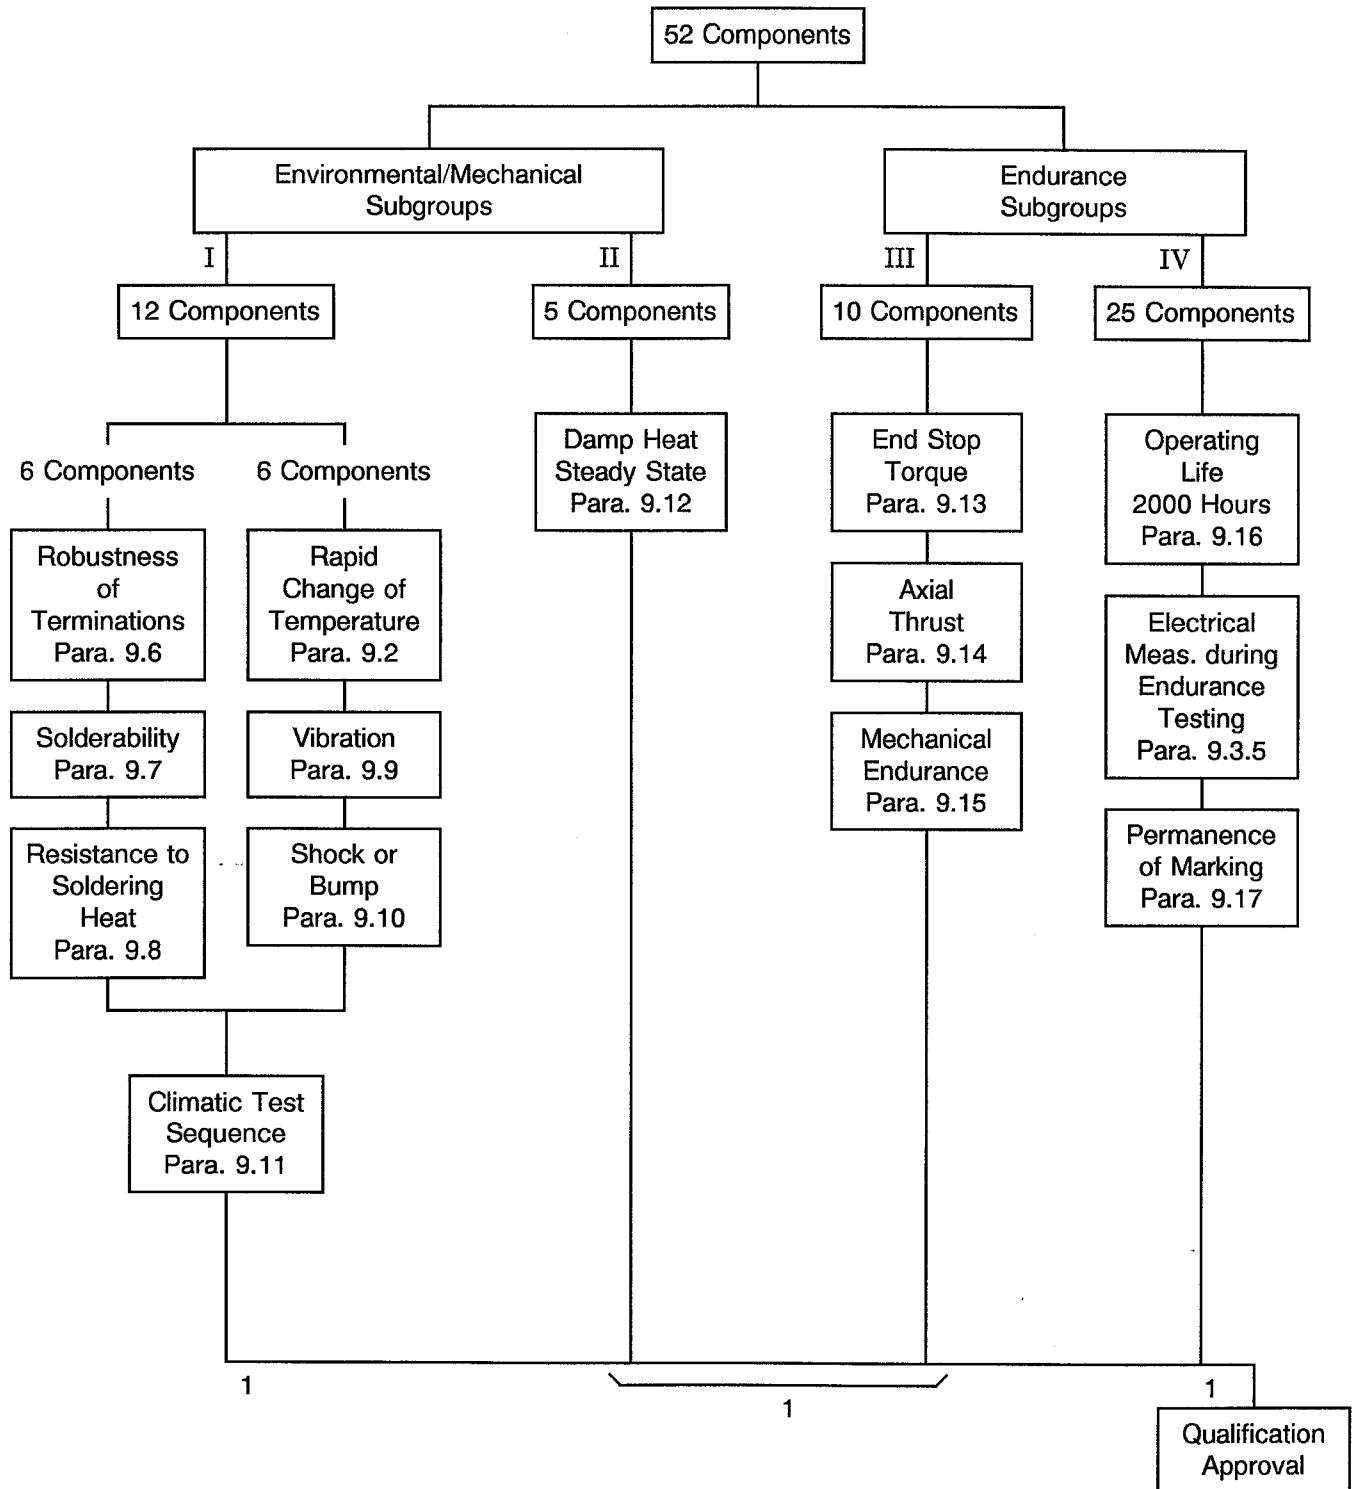 52 Components
Environmental/Mechanical
Subgroups
Endurance
Subgroups
I
II
III
IV
12 Components
5 Components
10 Components
25 Components
6 Components
6 Components
Robustness
of
Terminations
Para. 9.6
Solderability
Para. 9.7
Resistance to
Soldering
Heat
Para. 9.8
Rapid
Change of
Temperature
Para. 9.2
Vibration
Para. 9.9
Shock or
Bump
Para. 9.10
Climatic Test
Sequence
Para. 9.11
Damp Heat
Steady State
Para. 9.12
End Stop
Torque
Para. 9.13
Axial
Thrust
Para. 9.14
Mechanical
Endurance
Para. 9.15
Operating
Life
2000 Hours
Para. 9.16
Electrical
Meas. during
Endurance
Testing
Para. 9.3.5
Permanence
of Marking
Para. 9.17
1
1
1
Qualification
Approval